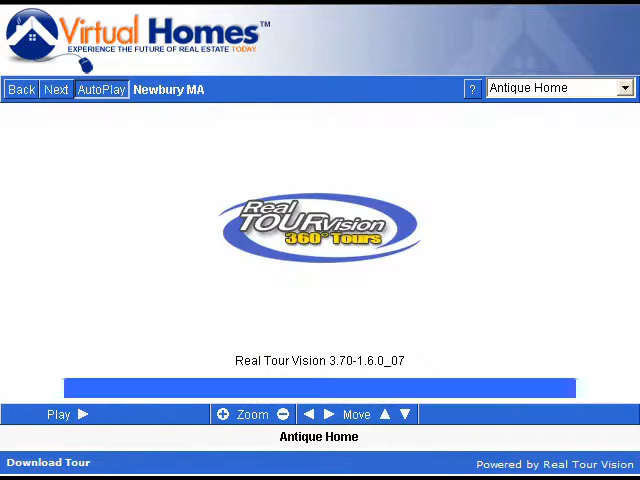 Virtual Homes™
EXPERIENCE THE FUTURE OF REAL ESTATE TODAY
Back Next AutoPlay Newbury MA ? Antique Home
Real
TOURVision
360° Tours
Real Tour Vision 3.70-1.6.0_07
Play Zoom Move
Antique Home
Download Tour Powered by Real Tour Vision